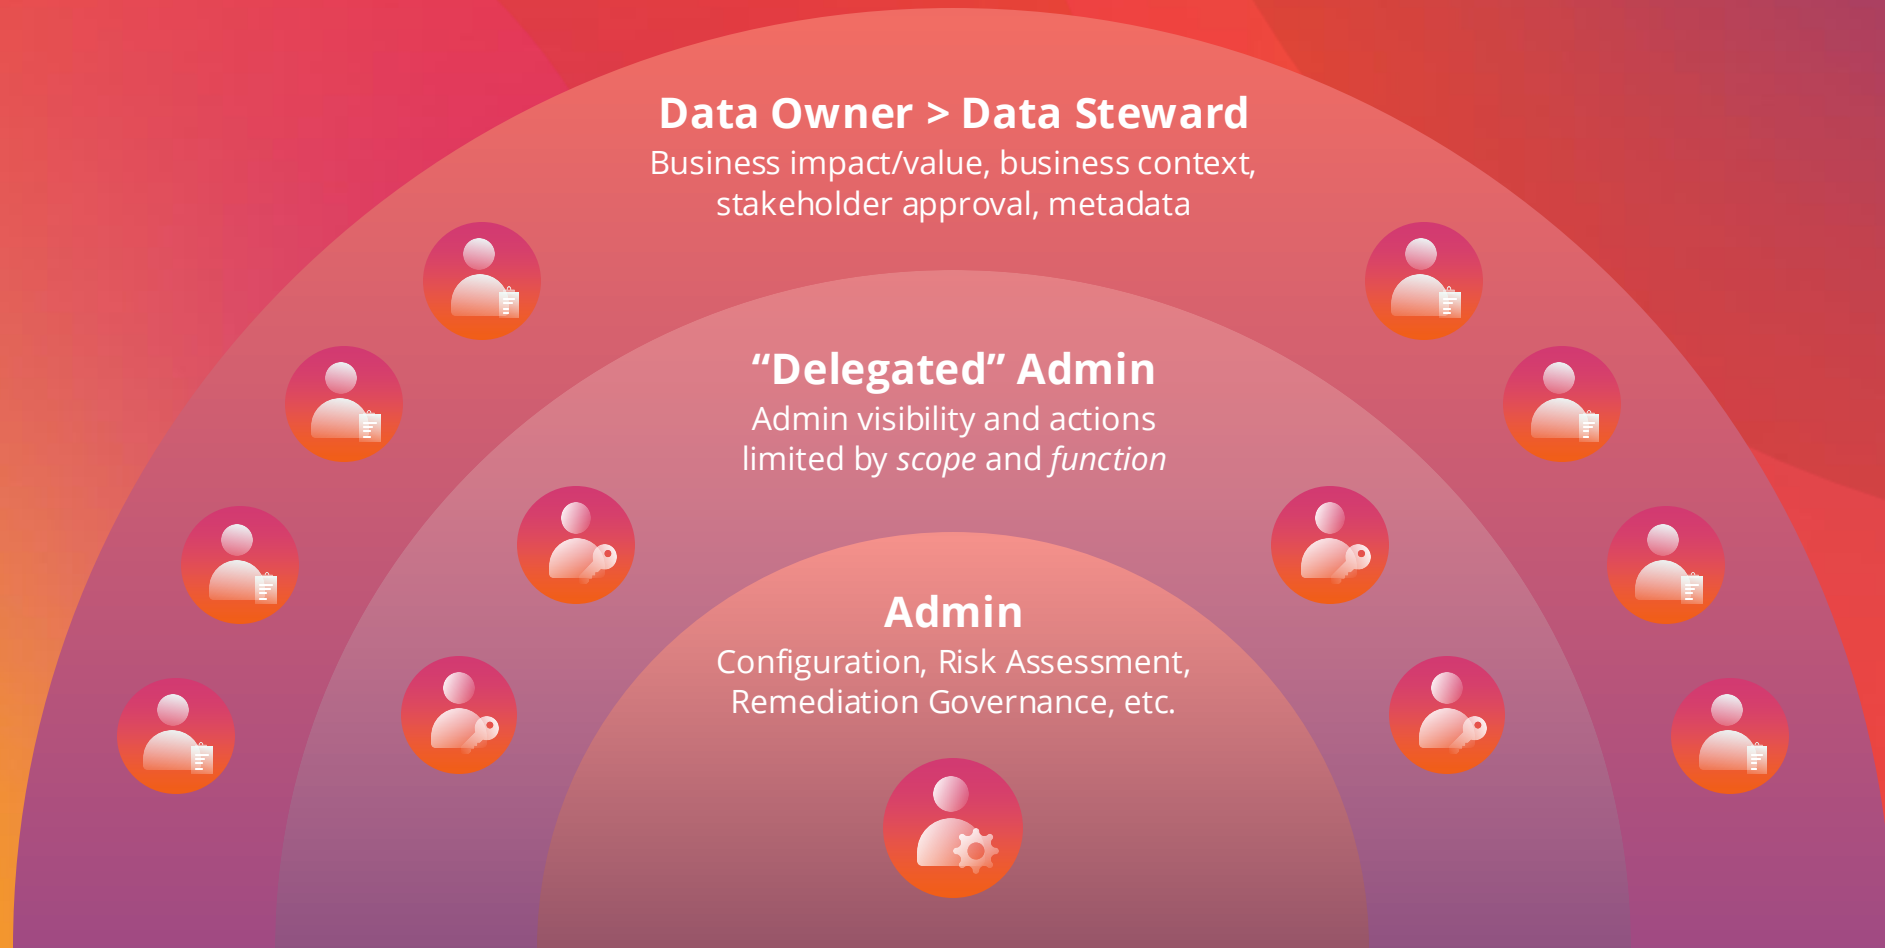 Data Owner > Data Steward
Business impact/value, business context,
stakeholder approval, metadata
“Delegated” Admin
Admin visibility and actions
limited by scope and function
Admin
Configuration, Risk Assessment,
Remediation Governance, etc.